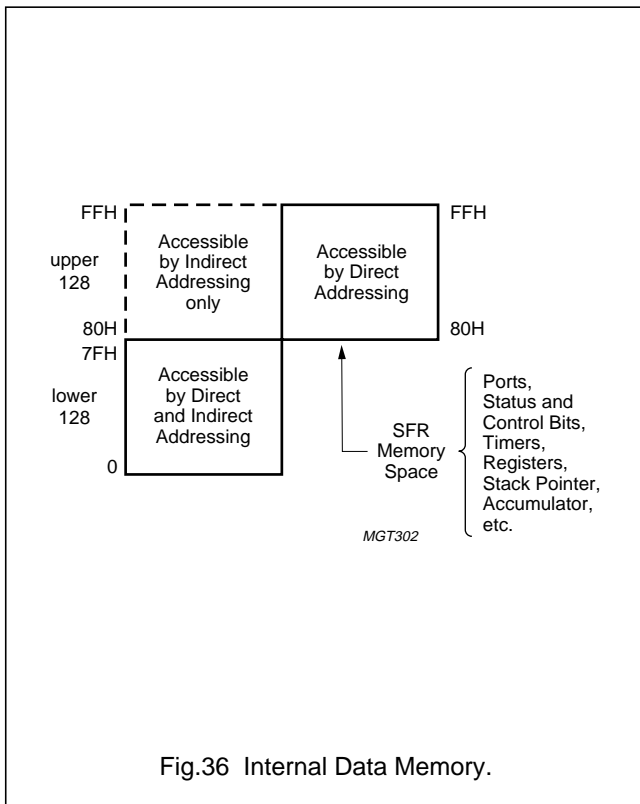 FFH
upper
128
80H
7FH
lower
128
0
Accessible
by Indirect
Addressing
only
Accessible
by Direct
and Indirect
Addressing
Accessible
by Direct
Addressing
FFH
80H
SFR
Memory
Space
Ports,
Status and
Control Bits,
Timers,
Registers,
Stack Pointer,
Accumulator,
etc.
MGT302
Fig.36 Internal Data Memory.